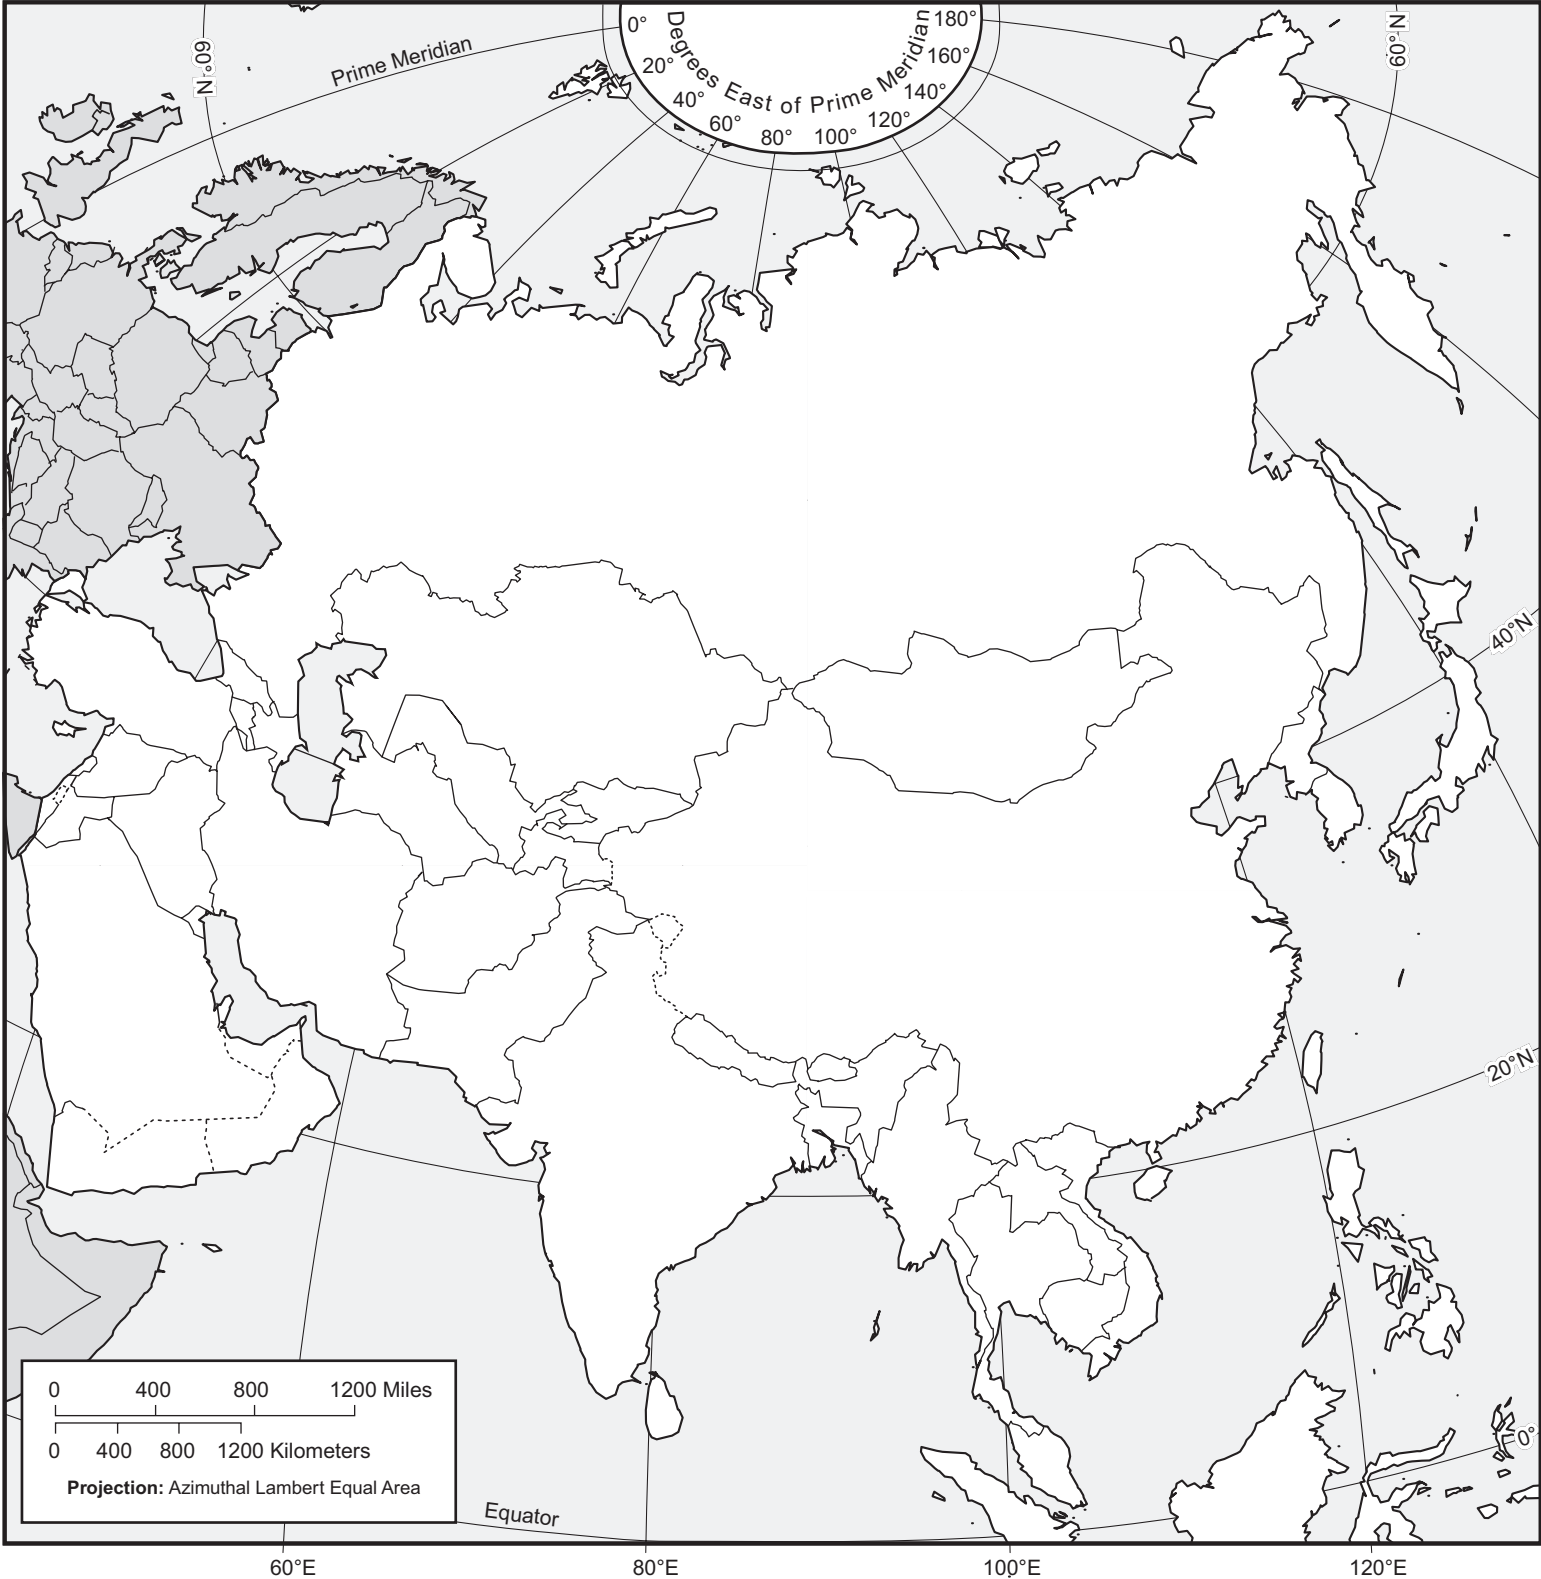 60°N
Prime Meridian
0°
20°
40°
60°
80°
100°
120°
140°
160°
180°
Degrees East of Prime Meridian
60°N
40°N
20°N
0°
0 400 800 1200 Miles
0 400 800 1200 Kilometers
Projection: Azimuthal Lambert Equal Area
Equator
60°E 80°E 100°E 120°E